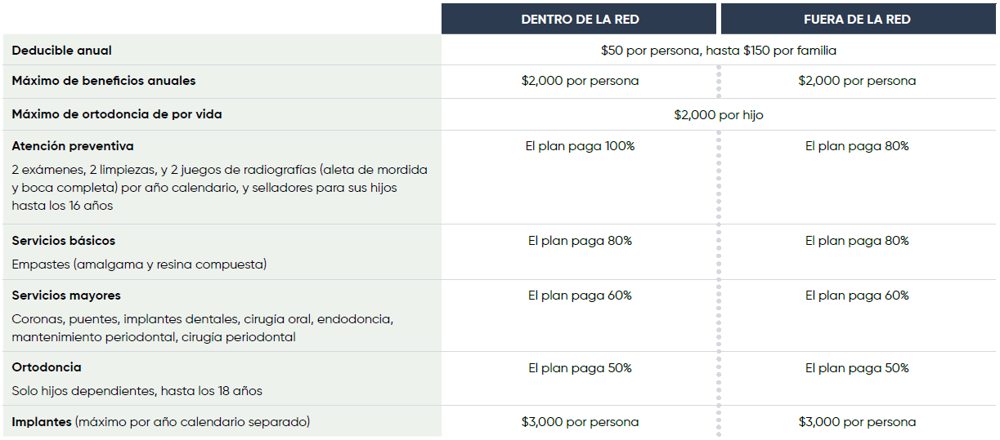 DENTRO DE LA RED FUERA DE LA RED
Deducible anual $50 por persona, hasta $150 por familia
Máximo de beneficios anuales $2,000 por persona $2,000 por persona
Máximo de ortodoncia de por vida $2,000 por hijo
Atención preventiva El plan paga 100% El plan paga 80%
2 exámenes, 2 limpiezas, y 2 juegos de radiografías (aleta de mordida
y boca completa) por año calendario, y selladores para sus hijos
hasta los 16 años
Servicios básicos El plan paga 80% El plan paga 80%
Empastes (amalgama y resina compuesta)
Servicios mayores El plan paga 60% El plan paga 60%
Coronas, puentes, implantes dentales, cirugía oral, endodoncia,
mantenimiento periodontal, cirugía periodontal
Ortodoncia El plan paga 50% El plan paga 50%
Solo hijos dependientes, hasta los 18 años
Implantes (máximo por año calendario separado) $3,000 por persona $3,000 por persona